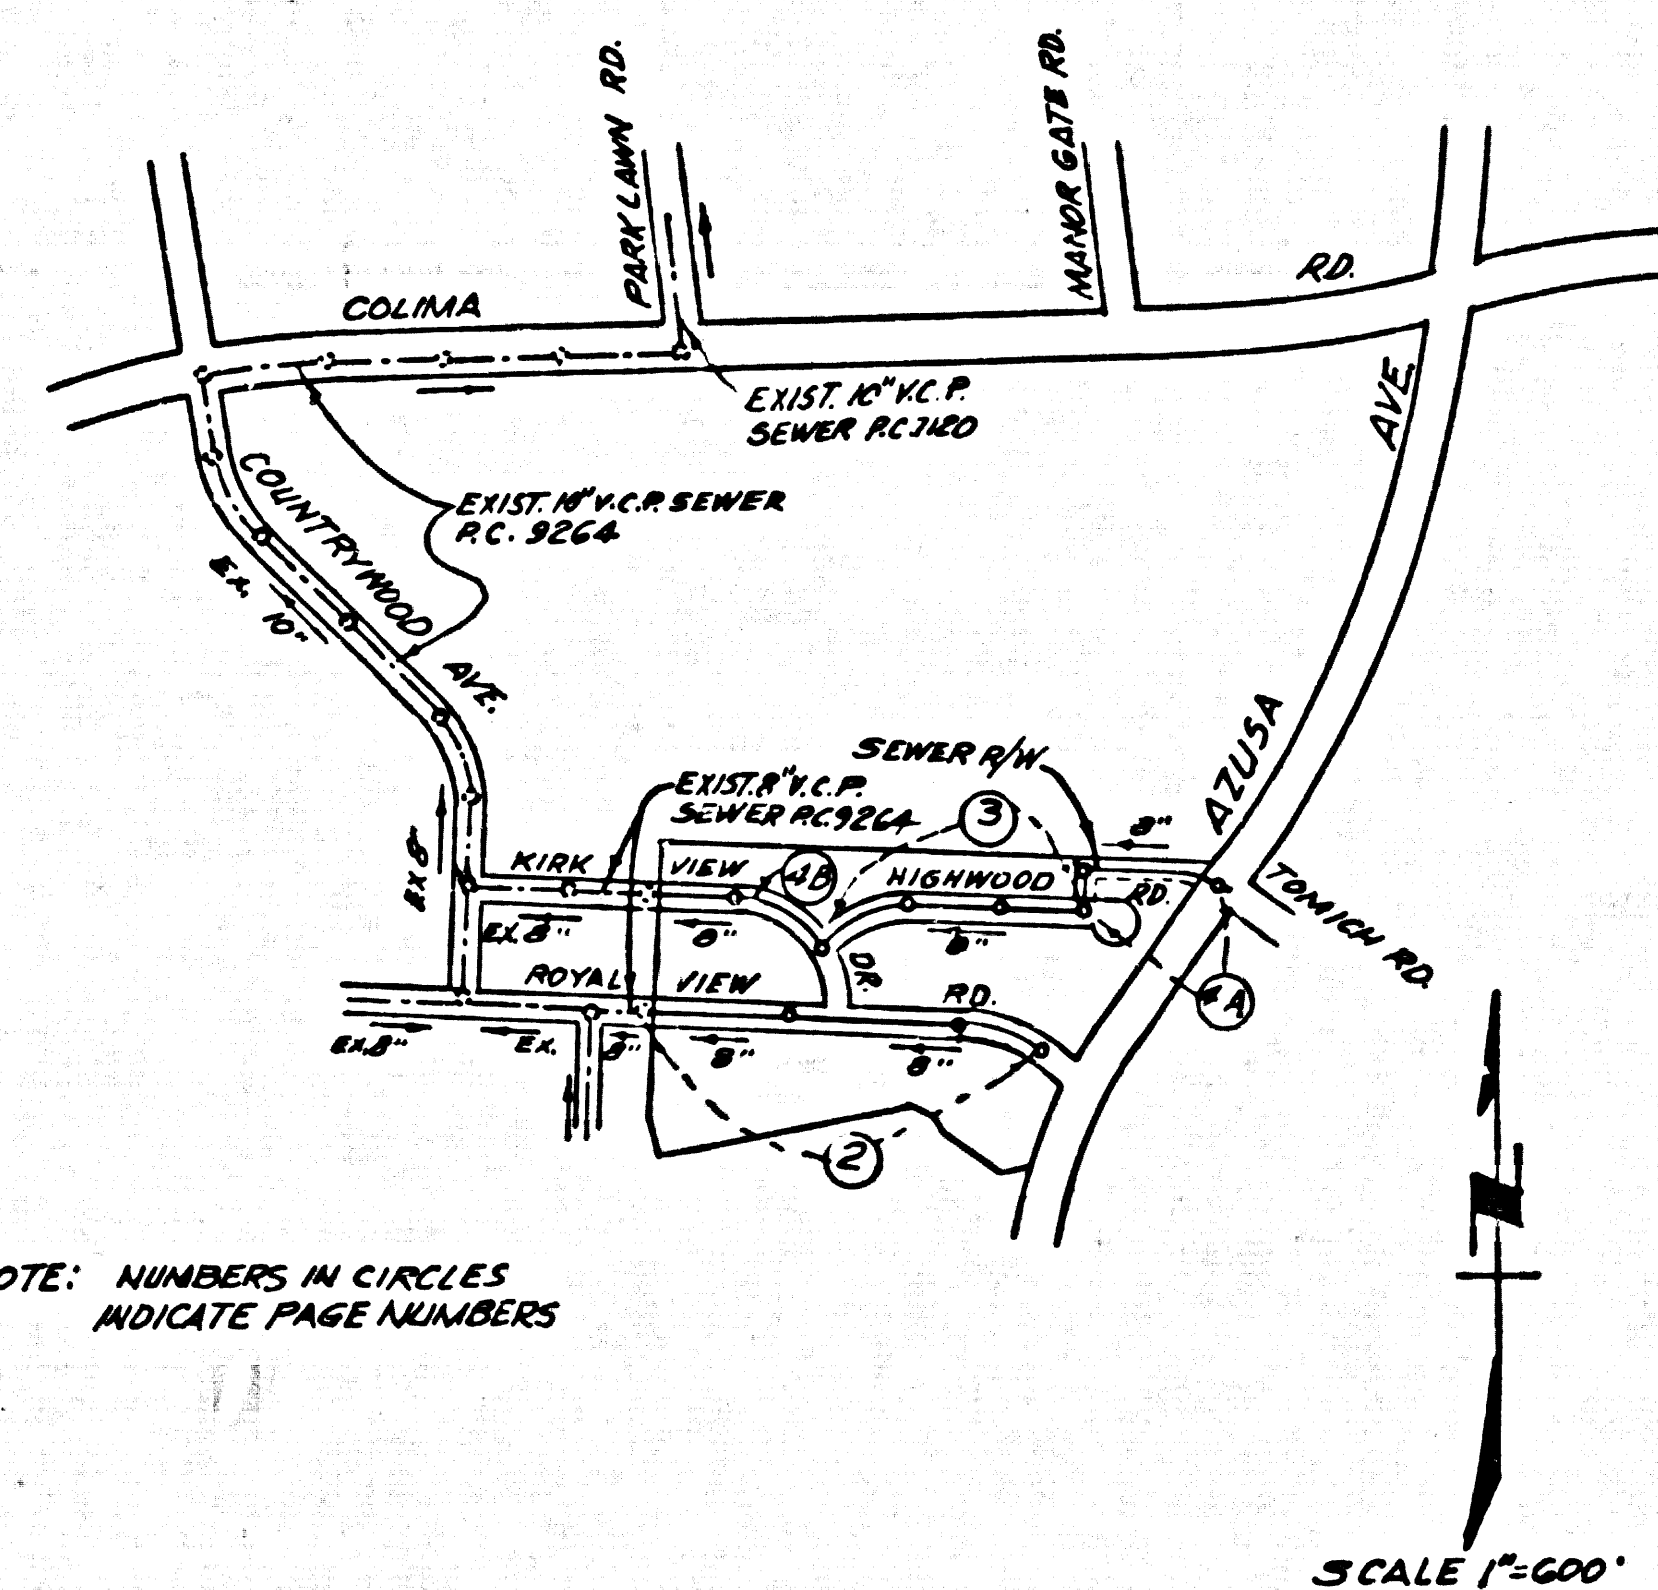 PARKLAWN RD.
MANOR GATE RD.
COLIMA
RD.
EXIST. 10" V.C.P.
SEWER P.C. 7120
AVE.
COUNTRYWOOD
AVE.
EXIST. 10" V.C.P. SEWER
P.C. 9264
EX. 10"
AZUSA
SEWER R/W
EXIST. 8" V.C.P.
SEWER P.C. 9264
3
8"
EX 8"
KIRK
VIEW
4B
HIGHWOOD
RD.
TOMICH RD.
EX. 8"
8"
8"
DR.
ROYAL
VIEW
RD.
4A
EX. 8"
EX.
8"
8"
8"
2
N
OTE: NUMBERS IN CIRCLES
INDICATE PAGE NUMBERS
SCALE 1"=600'